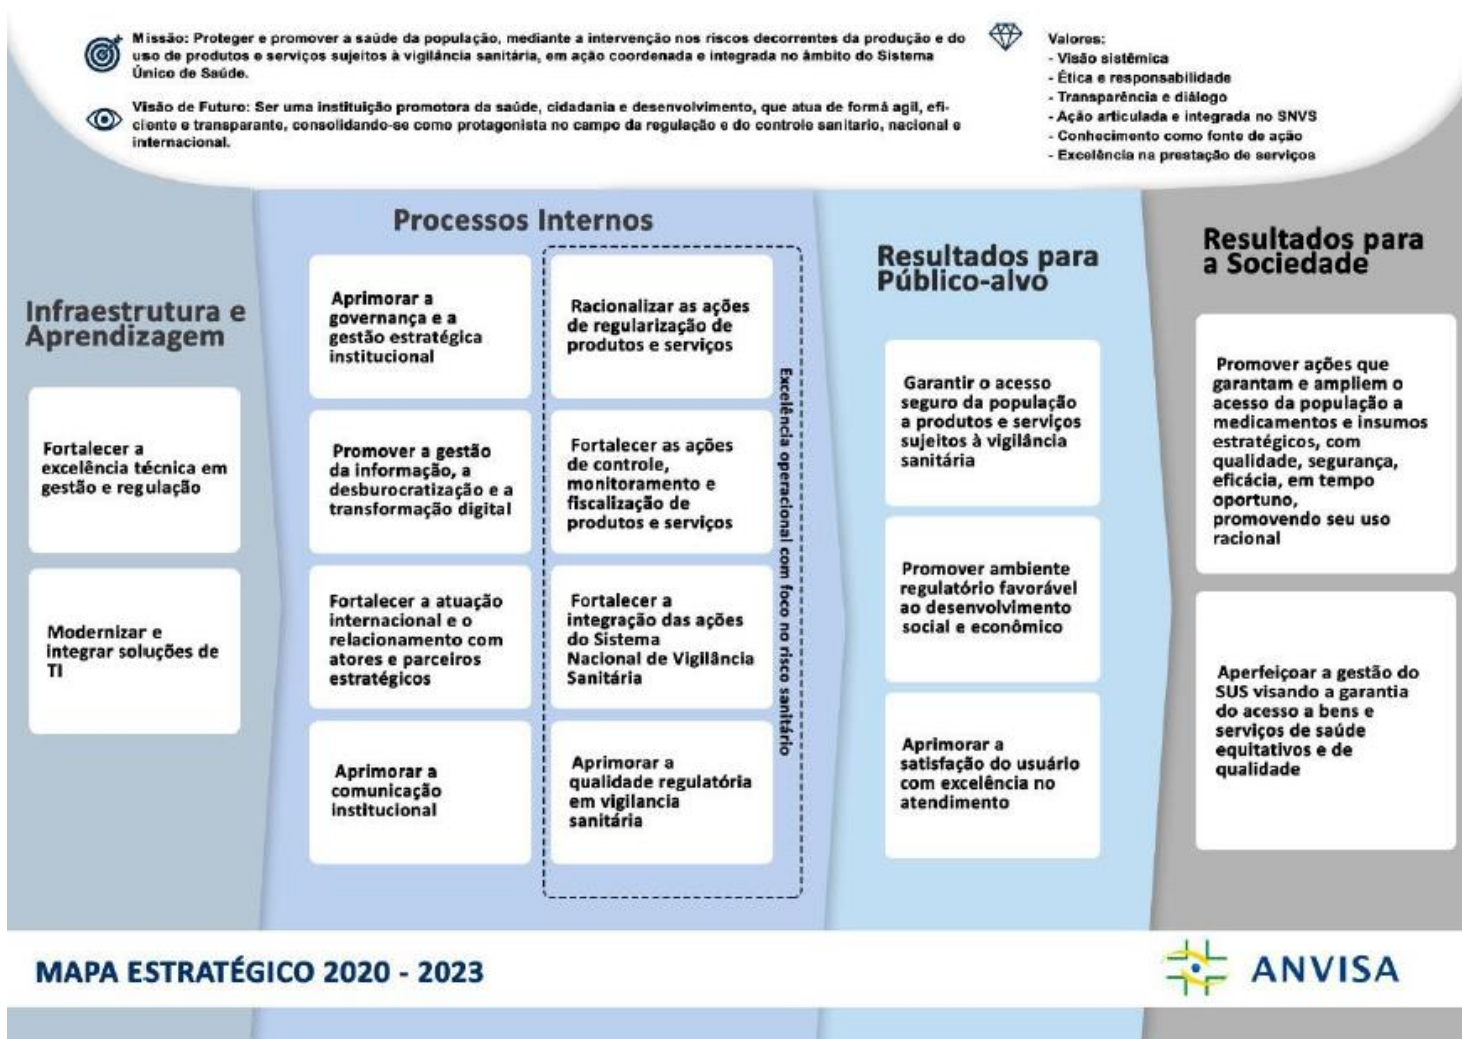 Missão: Proteger e promover a saúde da população, mediante a intervenção nos riscos decorrentes da produção e do
uso de produtos e serviços sujeitos à vigilância sanitária, em ação coordenada e integrada no âmbito do Sistema
Único de Saúde.
Visão de Futuro: Ser uma instituição promotora da saúde, cidadania e desenvolvimento, que atua de formá agil, efi-
ciente e transparante, consolidando-se como protagonista no campo da regulação e do controle sanitario, nacional e
internacional.
Valores:
- Visão sistêmica
- Ética e responsabilidade
- Transparência e diálogo
- Ação articulada e integrada no SNVS
- Conhecimento como fonte de ação
- Excelência na prestação de serviços
Infraestrutura e
Aprendizagem
Fortalecer a
excelência técnica em
gestão e regulação
Modernizar e
integrar soluções de
TI
Processos Internos
Aprimorar a
governança e a
gestão estratégica
institucional
Promover a gestão
da informação, a
desburocratização e a
transformação digital
Fortalecer a atuação
internacional e o
relacionamento com
atores e parceiros
estratégicos
Aprimorar a
comunicação
institucional
Racionalizar as ações
de regularização de
produtos e serviços
Fortalecer as ações
de controle,
monitoramento e
fiscalização de
produtos e serviços
Fortalecer a
integração das ações
do Sistema
Nacional de Vigilância
Sanitária
Aprimorar a
qualidade regulatória
em vigilancia
sanitária
Excelência operacional com foco no risco sanitário
Resultados para
Público-alvo
Garantir o acesso
seguro da população
a produtos e serviços
sujeitos à vigilância
sanitária
Promover ambiente
regulatório favorável
ao desenvolvimento
social e econômico
Aprimorar a
satisfação do usuário
com excelência no
atendimento
Resultados para
a Sociedade
Promover ações que
garantam e ampliem o
acesso da população a
medicamentos e insumos
estratégicos, com
qualidade, segurança,
eficácia, em tempo
oportuno,
promovendo seu uso
racional
Aperfeiçoar a gestão do
SUS visando a garantia
do acesso a bens e
serviços de saúde
equitativos e de
qualidade
MAPA ESTRATÉGICO 2020 - 2023
ANVISA